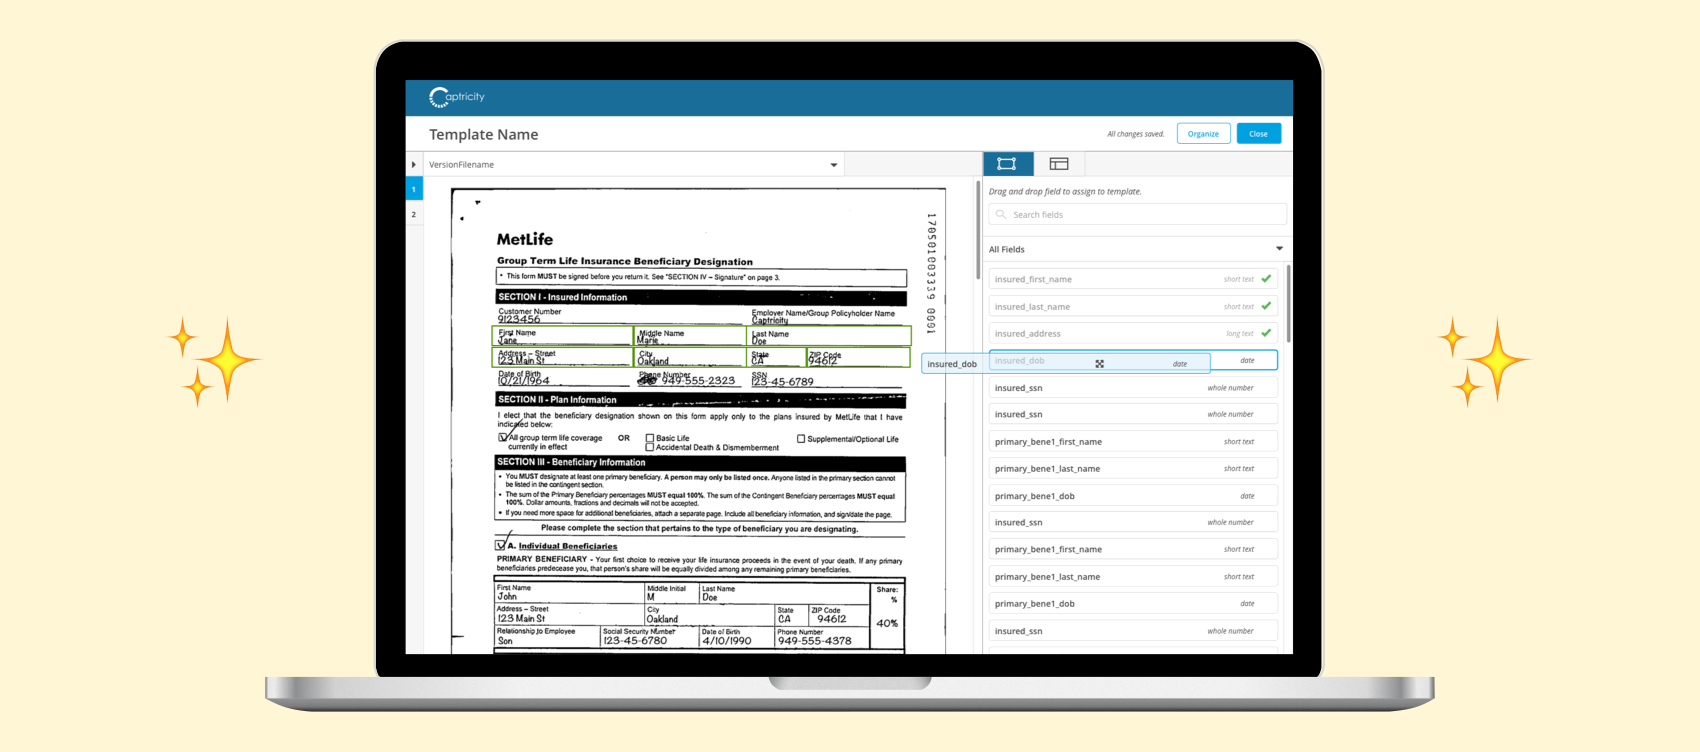 Captricity
Template Name
All changes saved.
Organize
Close
VersionFilename
1
2
Drag and drop field to assign to template.
Search fields
All Fields
insured_first_name short text
insured_last_name short text
insured_address long text
insured_dob date
insured_dob date
insured_ssn whole number
insured_ssn whole number
primary_bene1_first_name short text
primary_bene1_last_name short text
primary_bene1_dob date
insured_ssn whole number
primary_bene1_first_name short text
primary_bene1_last_name short text
primary_bene1_dob date
insured_ssn whole number
170501003339 0001
MetLife
Group Term Life Insurance Beneficiary Designation
• This form MUST be signed before you return it. See "SECTION IV – Signature" on page 3.
SECTION I - Insured Information
Customer Number Employer Name/Group Policyholder Name
9123456 Captricity
First Name Middle Name Last Name
Jane Marie Doe
Address – Street City State ZIP Code
123 Main St Oakland CA 94612
Date of Birth Phone Number SSN
10/21/1964 949-555-2323 123-45-6789
SECTION II - Plan Information
I elect that the beneficiary designation shown on this form apply only to the plans insured by MetLife that I have
indicated below:
All group term life coverage OR Basic Life Supplemental/Optional Life
currently in effect Accidental Death & Dismemberment
SECTION III - Beneficiary Information
• You MUST designate at least one primary beneficiary. A person may only be listed once. Anyone listed in the primary section cannot
be listed in the contingent section.
• The sum of the Primary Beneficiary percentages MUST equal 100%. The sum of the Contingent Beneficiary percentages MUST equal
100%. Dollar amounts, fractions and decimals will not be accepted.
• If you need more space for additional beneficiaries, attach a separate page. Include all beneficiary information, and sign/date the page.
Please complete the section that pertains to the type of beneficiary you are designating.
A. Individual Beneficiaries
PRIMARY BENEFICIARY - Your first choice to receive your life insurance proceeds in the event of your death. If any primary
beneficiaries predecease you, that person's share will be equally divided among any remaining primary beneficiaries.
First Name Middle Initial Last Name Share:
John M Doe %
Address – Street City State ZIP Code
123 Main St Oakland CA 94612 40%
Relationship to Employee Social Security Number Date of Birth Phone Number
Son 123-45-6780 4/10/1990 949-555-4378